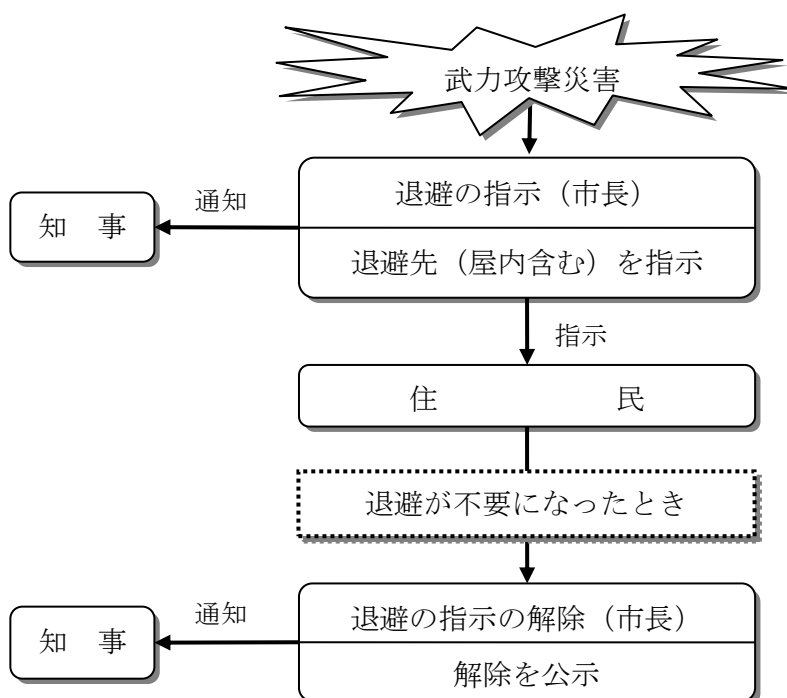 武力攻撃災害
退避の指示（市長）
通知
知　事
退避先（屋内含む）を指示
指示
住　　　　民
退避が不要になったとき
退避の指示の解除（市長）
通知
知　事
解除を公示